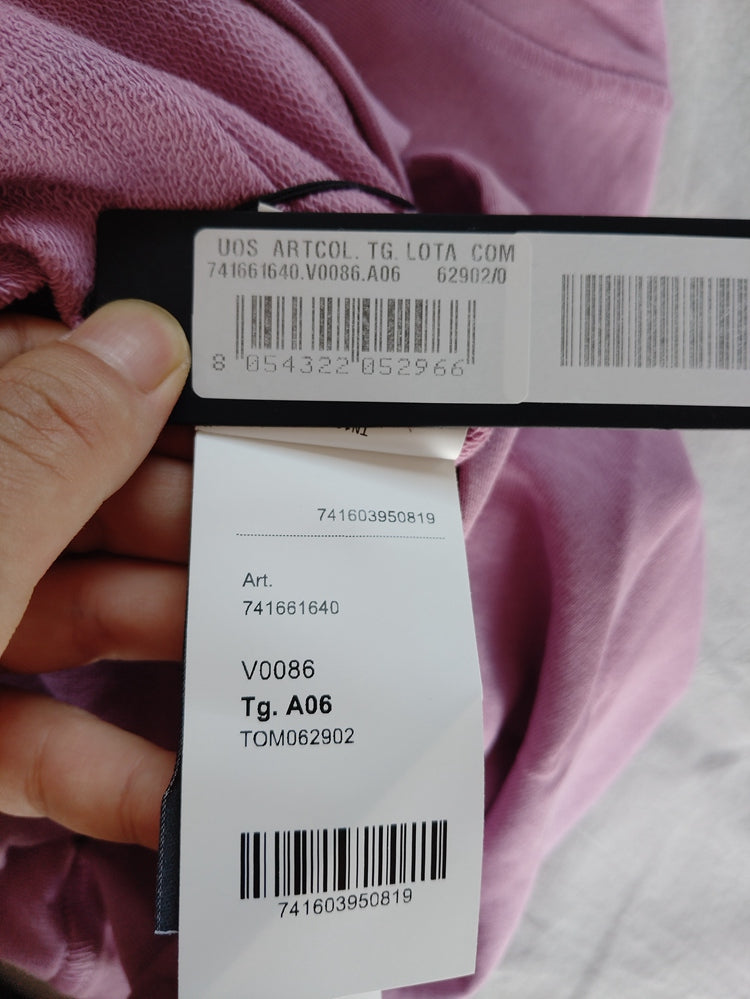 UOS ARTCOL. TG. LOTA COM
741661640.V0086.A06 62902/0
8 054322 052966
741603950819
Art.
741661640
V0086
Tg. A06
TOM062902
741603950819